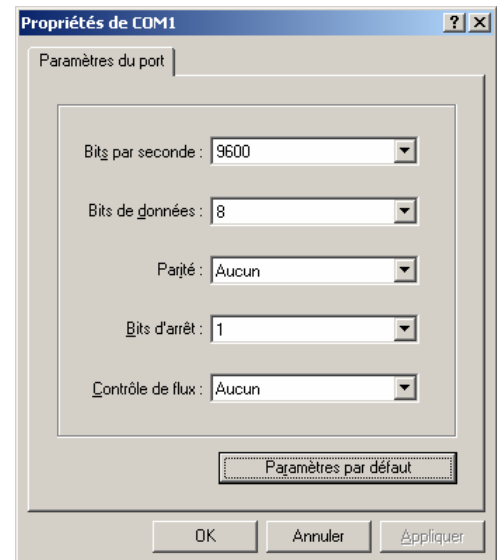 Propriétés de COM1
Paramètres du port
Bits par seconde : 9600
Bits de données : 8
Parité : Aucun
Bits d'arrêt : 1
Contrôle de flux : Aucun
Paramètres par défaut
OK Annuler Appliquer